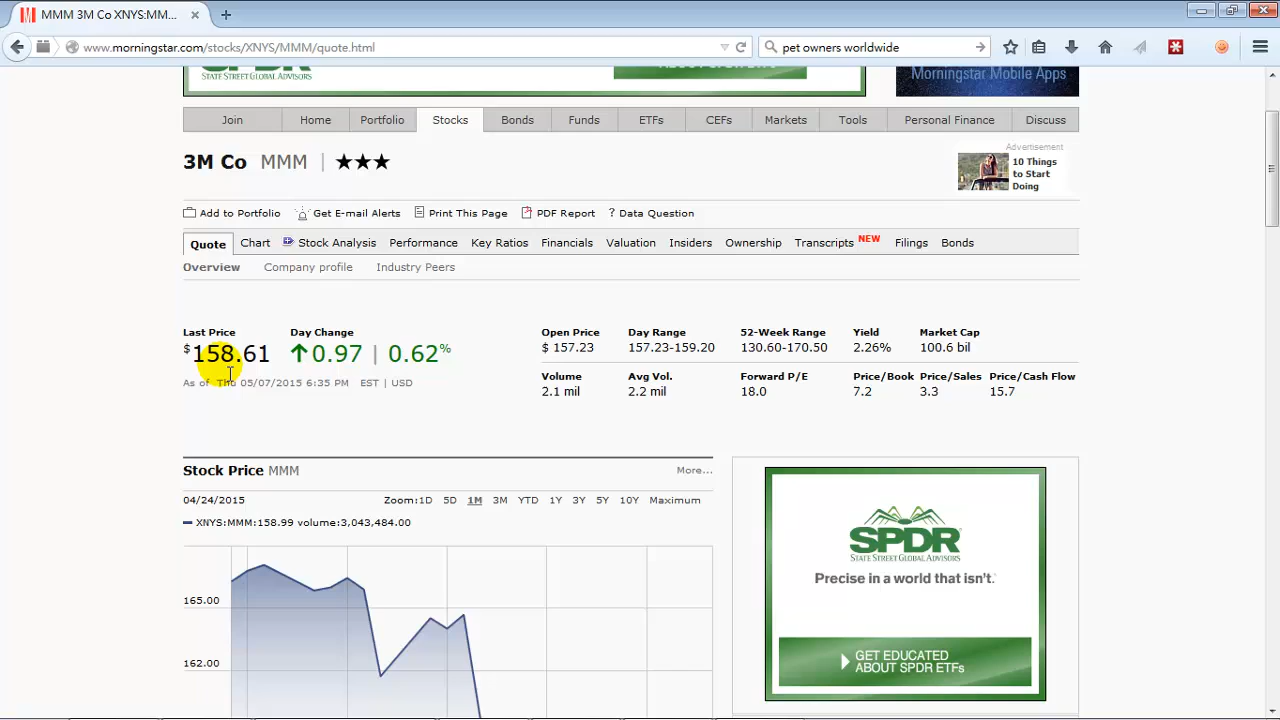 MMM 3M Co XNYS:MM...
www.morningstar.com/stocks/XNYS/MMM/quote.html
pet owners worldwide
STATE STREET GLOBAL ADVISORS
Morningstar Mobile Apps
Join Home Portfolio Stocks Bonds Funds ETFs CEFs Markets Tools Personal Finance Discuss
3M Co MMM | ★★★
Advertisement
10 Things
to Start
Doing
Add to Portfolio Get E-mail Alerts Print This Page PDF Report ? Data Question
Quote Chart Stock Analysis Performance Key Ratios Financials Valuation Insiders Ownership Transcripts NEW Filings Bonds
Overview Company profile Industry Peers
Last Price Day Change
$158.61 0.97 | 0.62%
As of Thu 05/07/2015 6:35 PM EST | USD
Open Price Day Range 52-Week Range Yield Market Cap
$ 157.23 157.23-159.20 130.60-170.50 2.26% 100.6 bil
Volume Avg Vol. Forward P/E Price/Book Price/Sales Price/Cash Flow
2.1 mil 2.2 mil 18.0 7.2 3.3 15.7
Stock Price MMM More...
04/24/2015 Zoom: 1D 5D 1M 3M YTD 1Y 3Y 5Y 10Y Maximum
XNYS:MMM:158.99 volume:3,043,484.00
165.00
162.00
SPDR
STATE STREET GLOBAL ADVISORS
Precise in a world that isn't.
GET EDUCATED
ABOUT SPDR ETFs